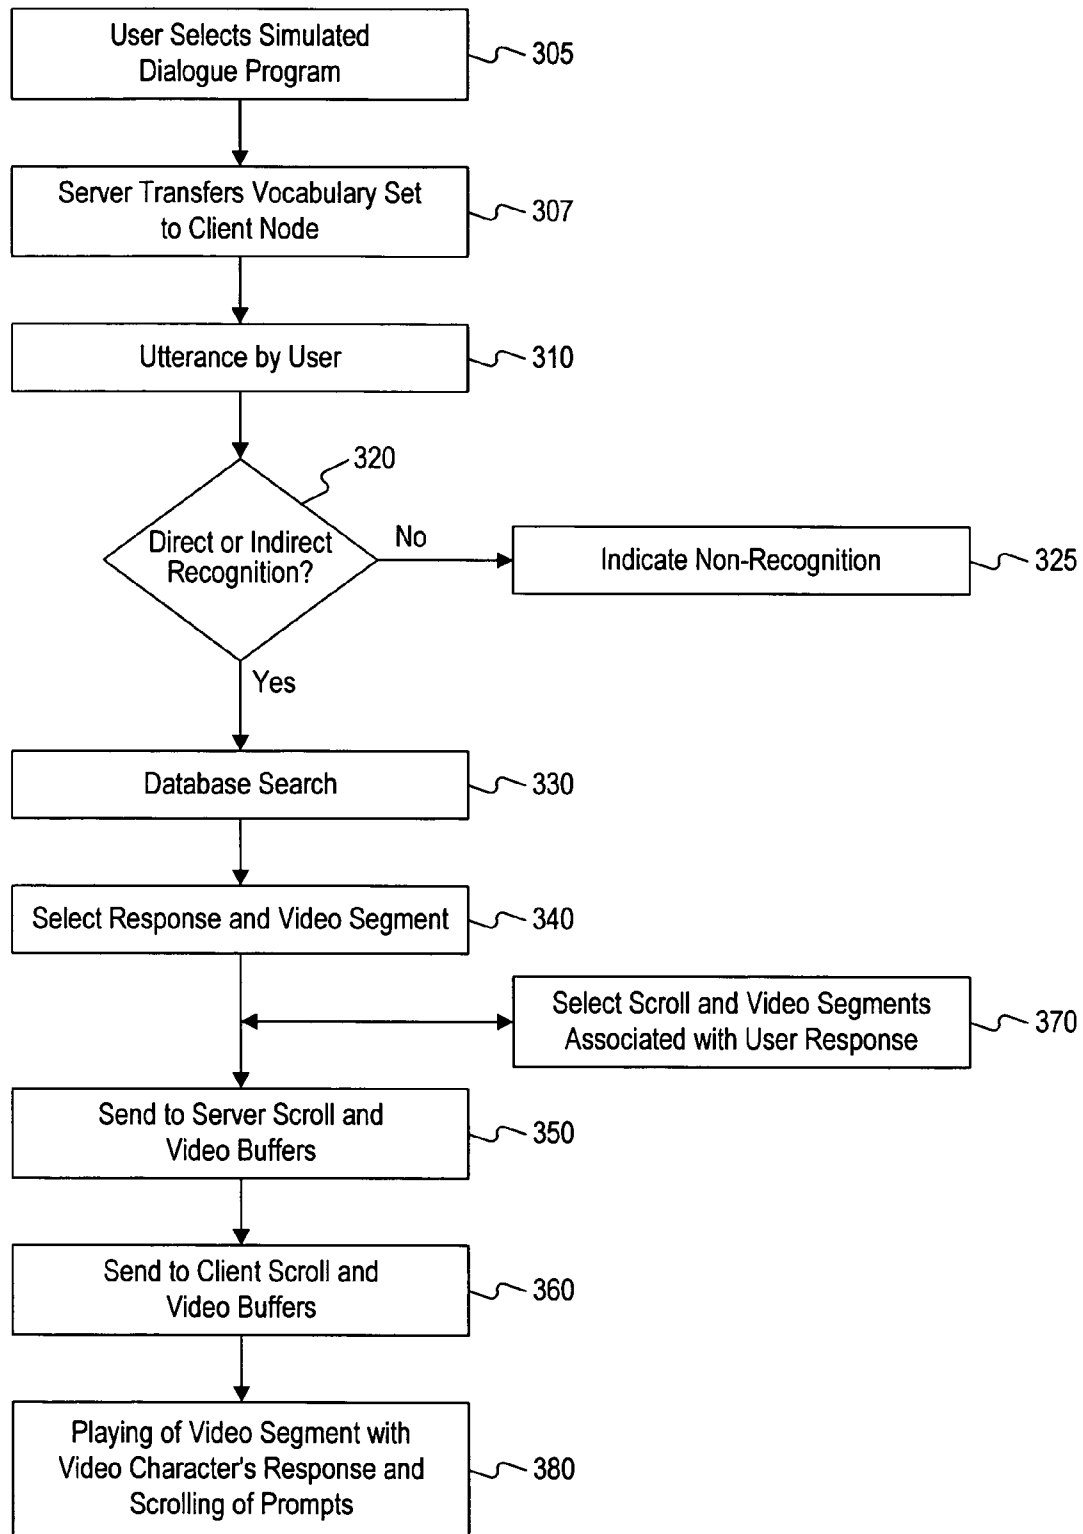 User Selects Simulated
Dialogue Program
305
Server Transfers Vocabulary Set
to Client Node
307
Utterance by User
310
320
Direct or Indirect
Recognition?
No
Indicate Non-Recognition
325
Yes
Database Search
330
Select Response and Video Segment
340
Select Scroll and Video Segments
Associated with User Response
370
Send to Server Scroll and
Video Buffers
350
Send to Client Scroll and
Video Buffers
360
Playing of Video Segment with
Video Character's Response and
Scrolling of Prompts
380